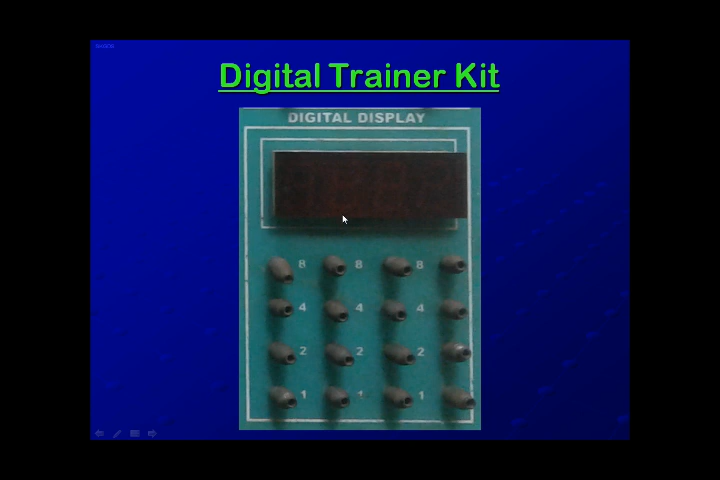 Digital Trainer Kit
DIGITAL DISPLAY
8 8 8
4 4 4
2 2 2
1 1 1